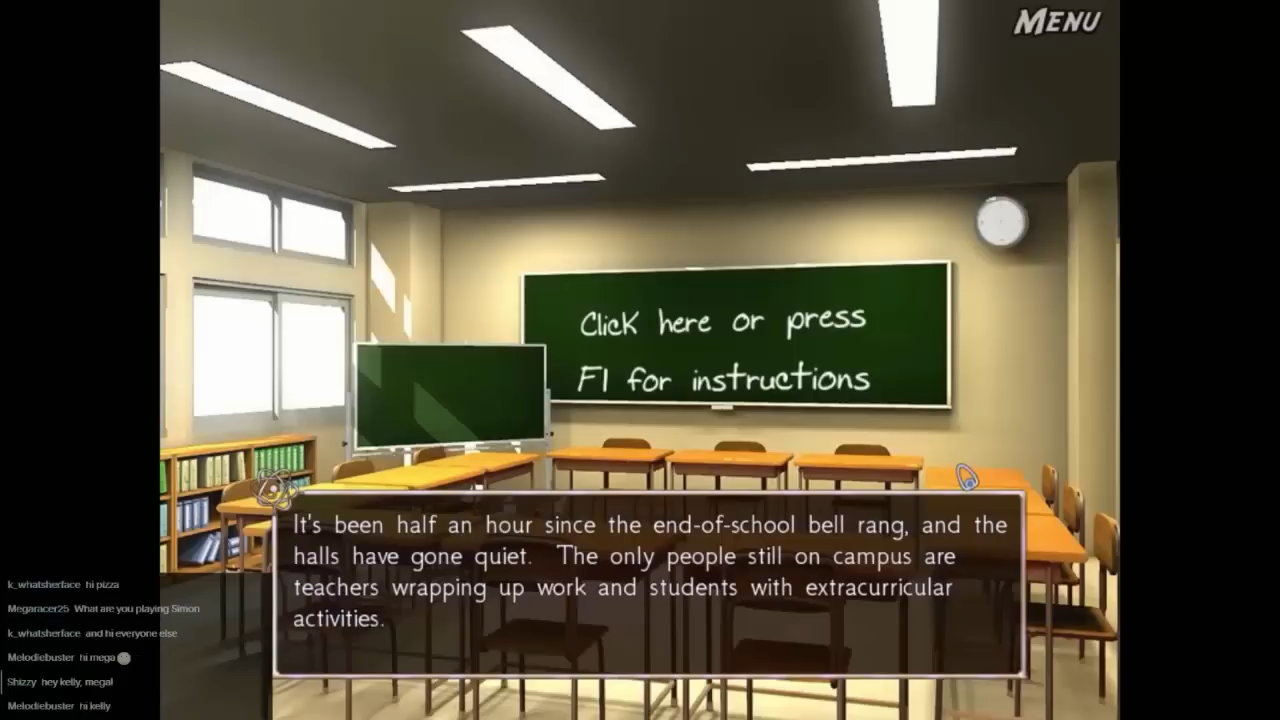 MENU
Click here or press
F1 for instructions
It's been half an hour since the end-of-school bell rang, and the
halls have gone quiet. The only people still on campus are
teachers wrapping up work and students with extracurricular
activities.
k_whatsherface hi pizza
Megaracer25 What are you playing Simon
k_whatsherface and hi everyone else
Melodiebuster hi mega
Shizzy hey kelly, mega!
Melodiebuster hi kelly